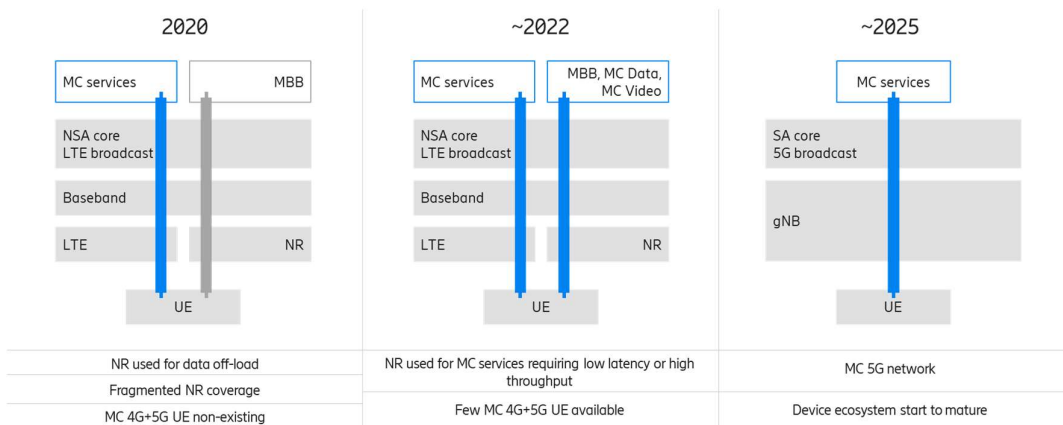 2020
MC services
MBB
NSA core
LTE broadcast
Baseband
LTE
NR
UE
NR used for data off-load
Fragmented NR coverage
MC 4G+5G UE non-existing
~2022
MC services
MBB, MC Data,
MC Video
NSA core
LTE broadcast
Baseband
LTE
NR
UE
NR used for MC services requiring low latency or high
throughput
Few MC 4G+5G UE available
~2025
MC services
SA core
5G broadcast
gNB
UE
MC 5G network
Device ecosystem start to mature